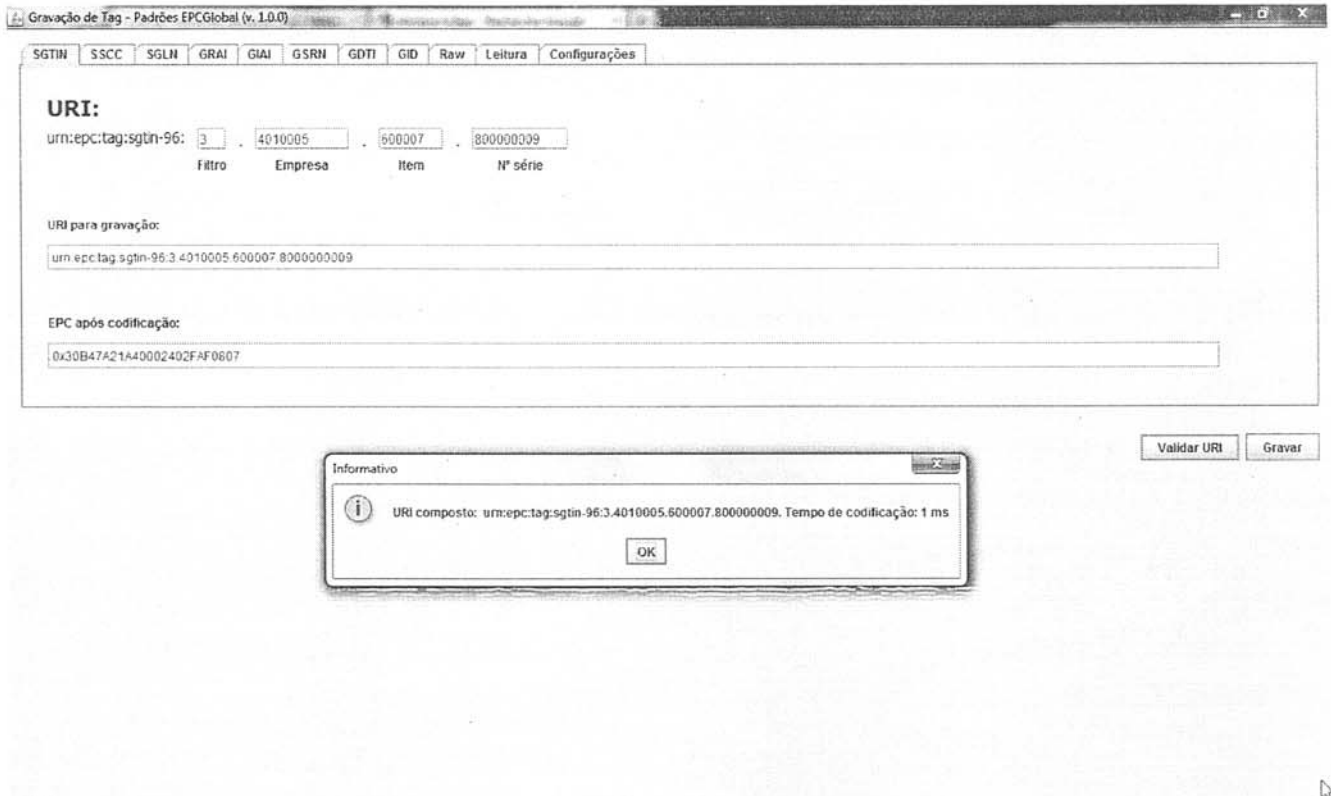 Gravação de Tag - Padrões EPCGlobal (v. 1.0.0)
SGTIN SSCC SGLN GRAI GIAI GSRN GDTI GID Raw Leitura Configurações
URI:
urn:epc:tag:sgtin-96: 3 . 4010005 . 600007 . 800000009
Filtro Empresa Item N° série
URI para gravação:
urn:epc:tag:sgtin-96:3.4010005.600007.8000000009
EPC após codificação:
0x30B47A21A40002402FAF0807
Validar URI Gravar
Informativo
URI composto: urn:epc:tag:sgtin-96:3.4010005.600007.800000009. Tempo de codificação: 1 ms
OK